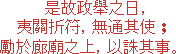 是故政舉之日，
夷關折符，無通其使；
勵於廊廟之上，以誅其事。